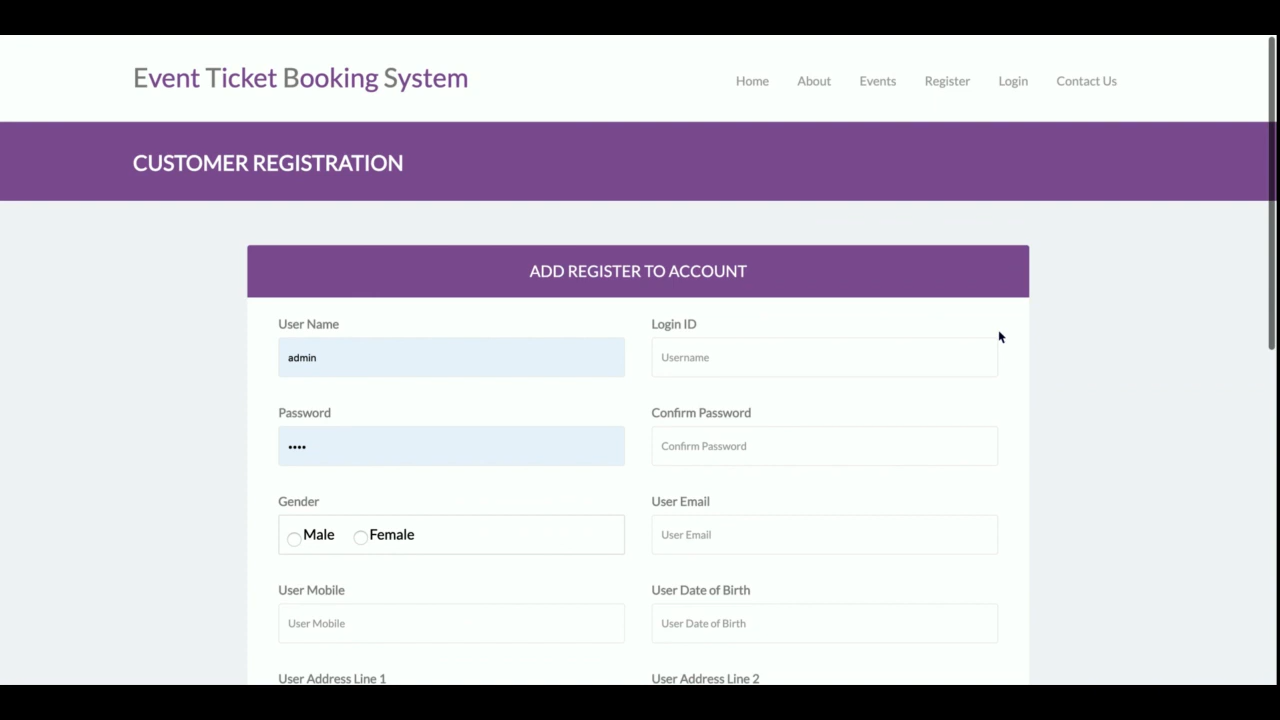 Event Ticket Booking System
Home About Events Register Login Contact Us
CUSTOMER REGISTRATION
ADD REGISTER TO ACCOUNT
User Name Login ID
admin Username
Password Confirm Password
•••• Confirm Password
Gender User Email
Male Female User Email
User Mobile User Date of Birth
User Mobile User Date of Birth
User Address Line 1 User Address Line 2